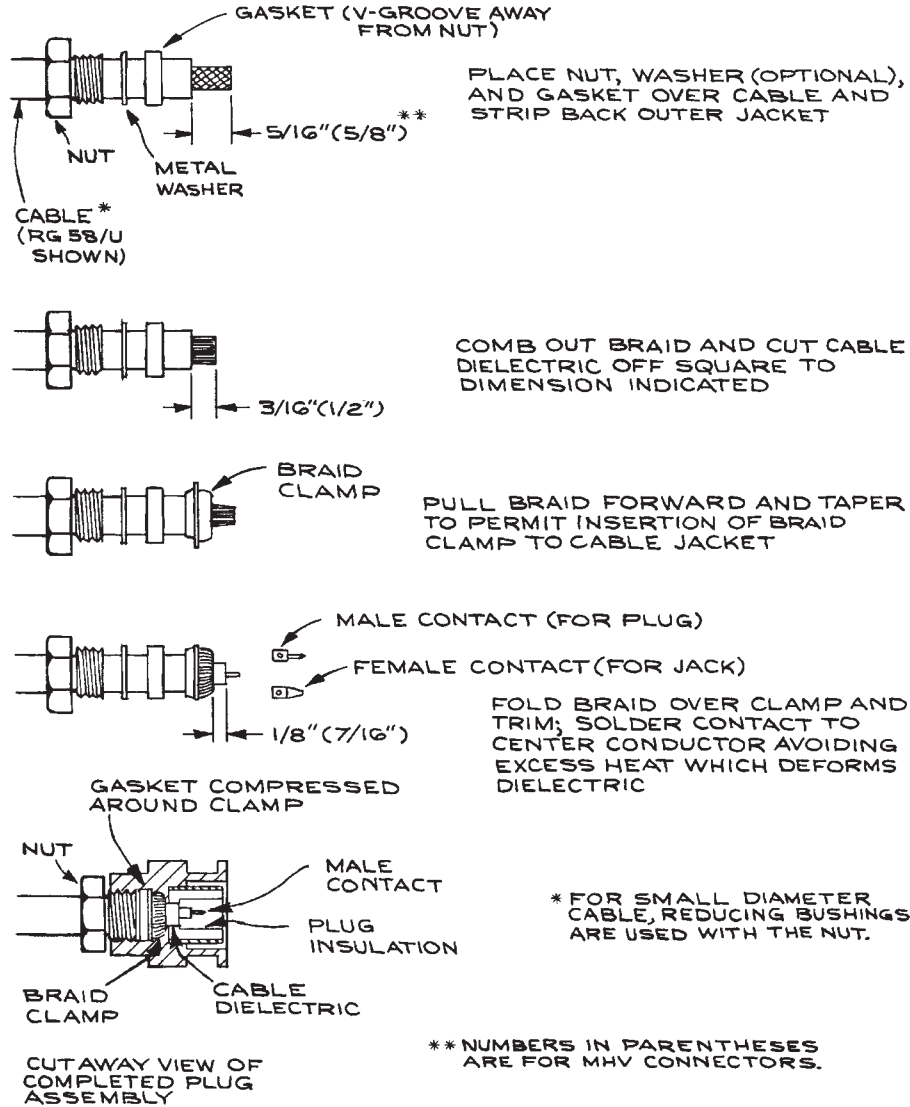 GASKET (V-GROOVE AWAY
FROM NUT)
PLACE NUT, WASHER (OPTIONAL),
AND GASKET OVER CABLE AND
STRIP BACK OUTER JACKET
5/16" (5/8")**
NUT
METAL
WASHER
CABLE*
(RG 58/U
SHOWN)
COMB OUT BRAID AND CUT CABLE
DIELECTRIC OFF SQUARE TO
DIMENSION INDICATED
3/16" (1/2")
BRAID
CLAMP
PULL BRAID FORWARD AND TAPER
TO PERMIT INSERTION OF BRAID
CLAMP TO CABLE JACKET
MALE CONTACT (FOR PLUG)
FEMALE CONTACT (FOR JACK)
FOLD BRAID OVER CLAMP AND
TRIM; SOLDER CONTACT TO
CENTER CONDUCTOR AVOIDING
EXCESS HEAT WHICH DEFORMS
DIELECTRIC
1/8" (7/16")
GASKET COMPRESSED
AROUND CLAMP
NUT
MALE
CONTACT
PLUG
INSULATION
* FOR SMALL DIAMETER
CABLE, REDUCING BUSHINGS
ARE USED WITH THE NUT.
BRAID
CLAMP
CABLE
DIELECTRIC
CUTAWAY VIEW OF
COMPLETED PLUG
ASSEMBLY
** NUMBERS IN PARENTHESES
ARE FOR MHV CONNECTORS.